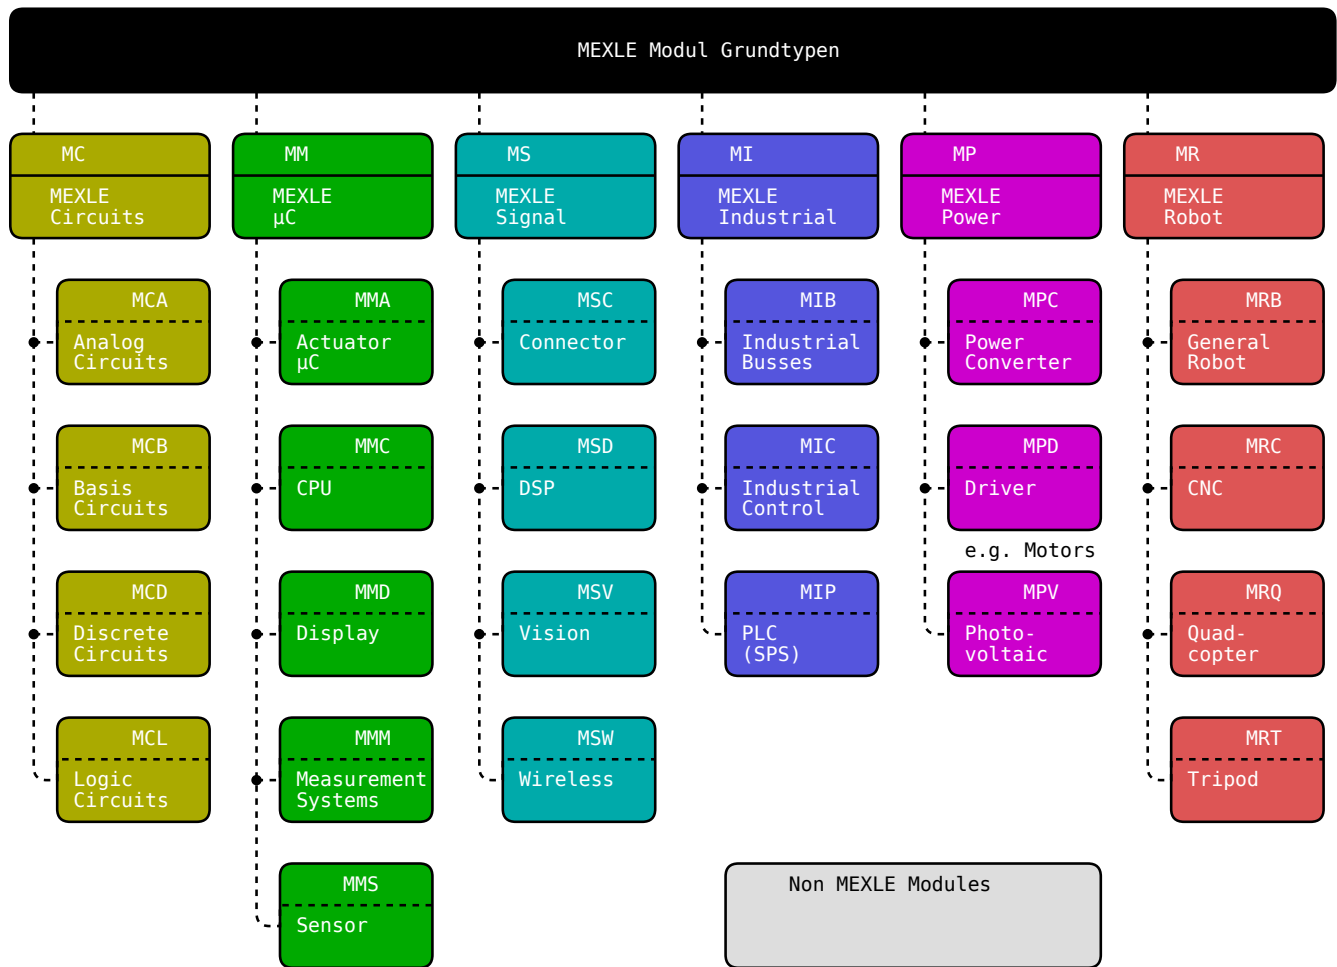 MEXLE Modul Grundtypen
MC
MEXLE
Circuits
MCA
Analog
Circuits
MCB
Basis
Circuits
MCD
Discrete
Circuits
MCL
Logic
Circuits
MM
MEXLE
µC
MMA
Actuator
µC
MMC
CPU
MMD
Display
MMM
Measurement
Systems
MMS
Sensor
MS
MEXLE
Signal
MSC
Connector
MSD
DSP
MSV
Vision
MSW
Wireless
MI
MEXLE
Industrial
MIB
Industrial
Busses
MIC
Industrial
Control
MIP
PLC
(SPS)
MP
MEXLE
Power
MPC
Power
Converter
MPD
Driver
e.g. Motors
MPV
Photo-
voltaic
MR
MEXLE
Robot
MRB
General
Robot
MRC
CNC
MRQ
Quad-
copter
MRT
Tripod
Non MEXLE Modules